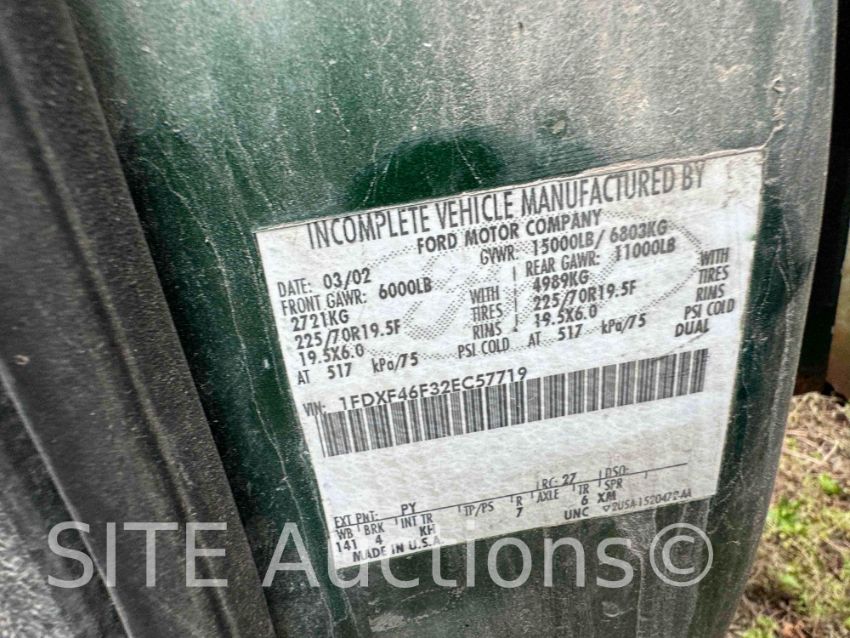 INCOMPLETE VEHICLE MANUFACTURED BY
FORD MOTOR COMPANY
DATE: 03/02 GVWR: 15000LB/ 6803KG
FRONT GAWR: 6000LB REAR GAWR: 11000LB
2721KG WITH 4989KG WITH
225/70R19.5F TIRES 225/70R19.5F TIRES
19.5X6.0 RIMS 19.5X6.0 RIMS
AT 517 kPa/75 PSI COLD AT 517 kPa/75 PSI COLD
DUAL
VIN: 1FDXF46F32EC57719
EXT PNT: PY RC: 27 DSO:
WB BRK INT TR TP/PS R AXLE TR SPR
141 4 KH 7 6 XM
MADE IN U.S.A. UNC 2USA-1520472-AA
SITE Auctions©